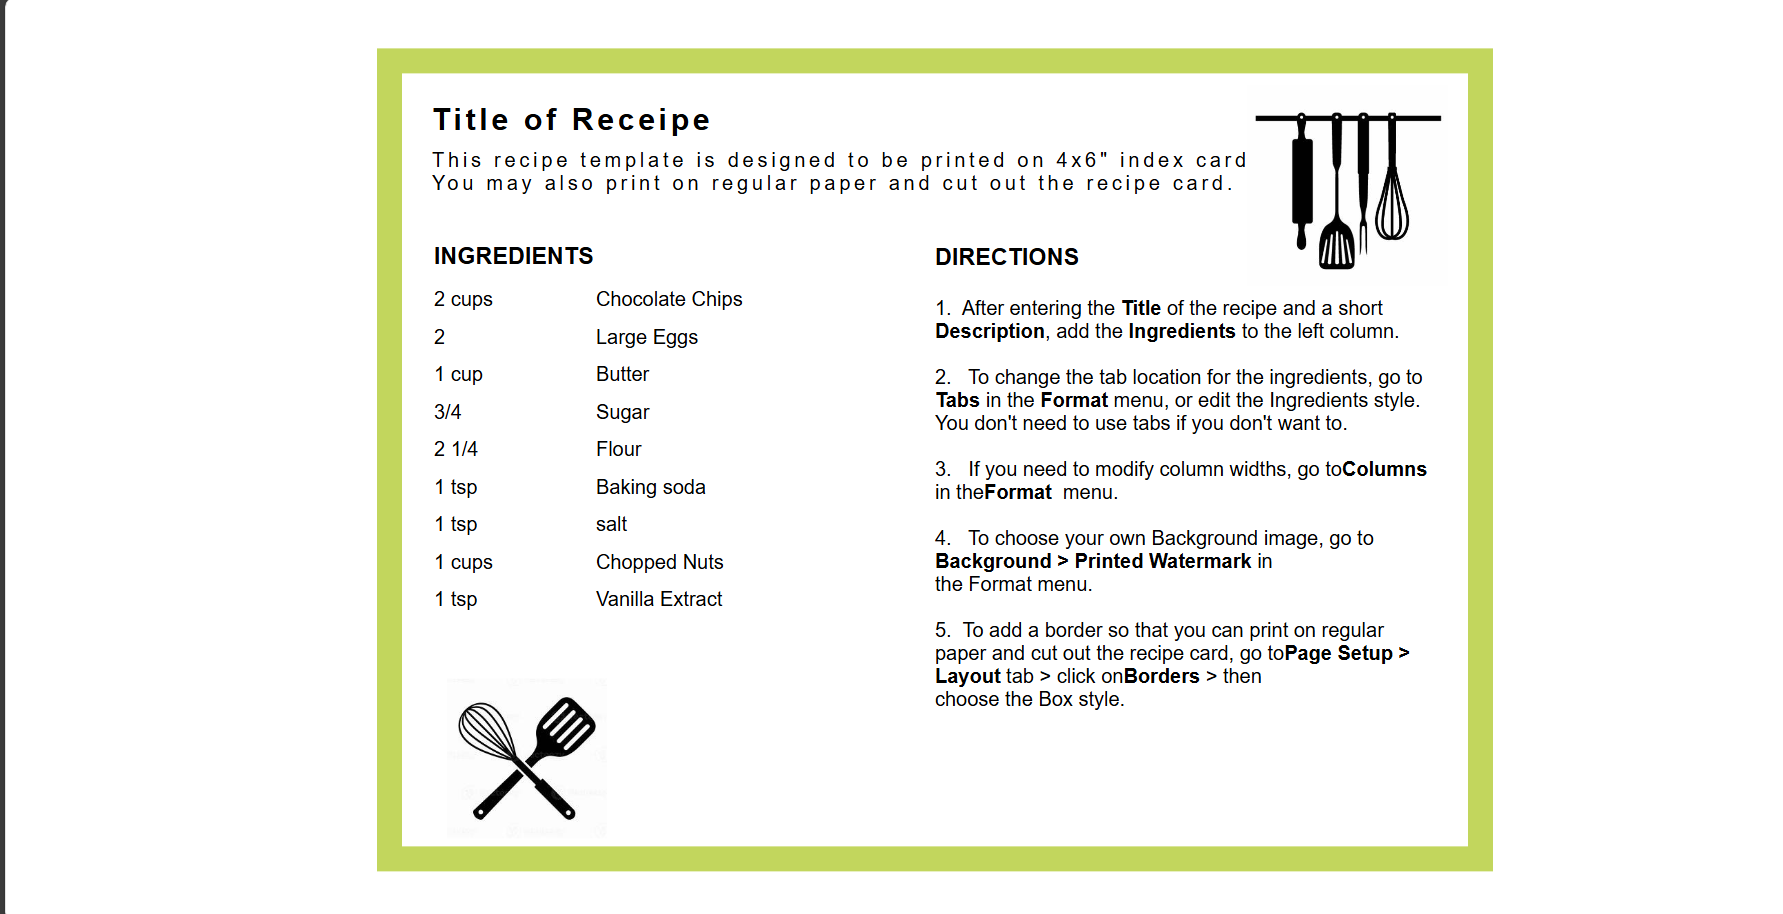 Title of Receipe
This recipe template is designed to be printed on 4x6" index card
You may also print on regular paper and cut out the recipe card.
INGREDIENTS
2 cups Chocolate Chips
2 Large Eggs
1 cup Butter
3/4 Sugar
2 1/4 Flour
1 tsp Baking soda
1 tsp salt
1 cups Chopped Nuts
1 tsp Vanilla Extract
DIRECTIONS
1. After entering the Title of the recipe and a short
Description, add the Ingredients to the left column.
2. To change the tab location for the ingredients, go to
Tabs in the Format menu, or edit the Ingredients style.
You don't need to use tabs if you don't want to.
3. If you need to modify column widths, go toColumns
in theFormat menu.
4. To choose your own Background image, go to
Background > Printed Watermark in
the Format menu.
5. To add a border so that you can print on regular
paper and cut out the recipe card, go toPage Setup >
Layout tab > click onBorders > then
choose the Box style.